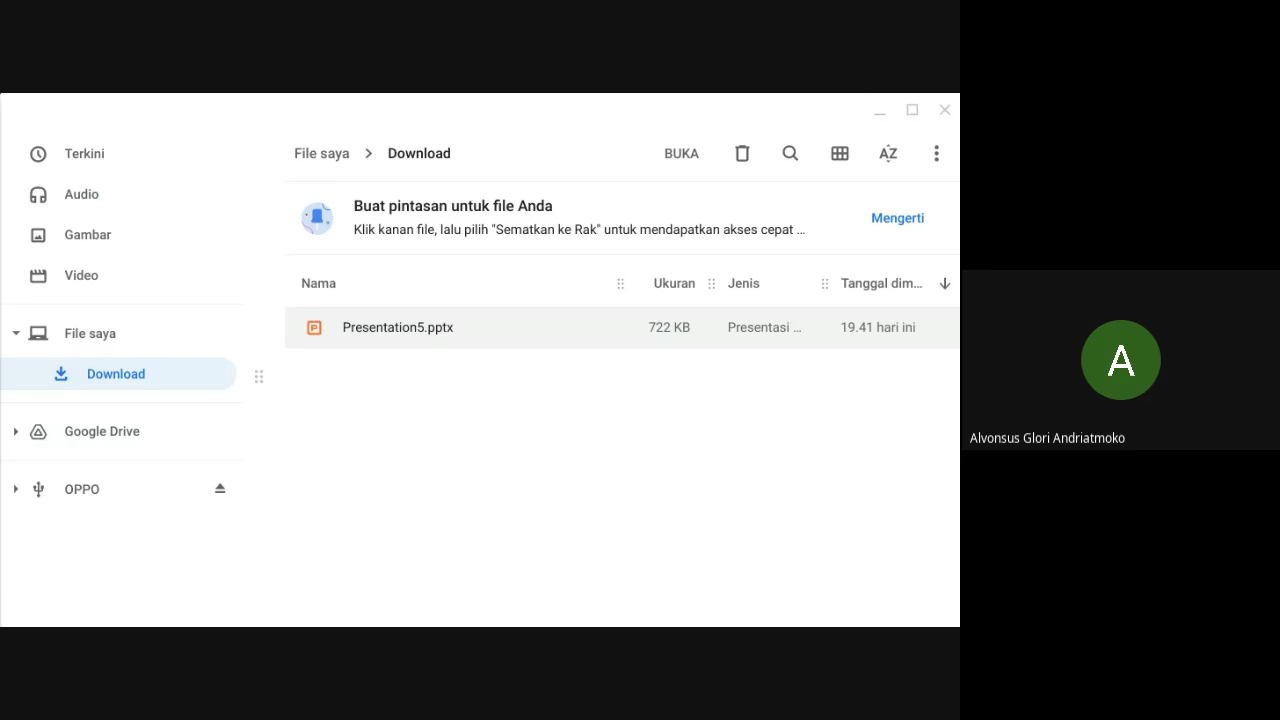 Terkini
Audio
Gambar
Video
File saya
Download
Google Drive
OPPO
File saya > Download
BUKA
AZ
Buat pintasan untuk file Anda
Klik kanan file, lalu pilih "Sematkan ke Rak" untuk mendapatkan akses cepat ...
Mengerti
Nama Ukuran Jenis Tanggal dim...
P Presentation5.pptx 722 KB Presentasi ... 19.41 hari ini
A
Alvonsus Glori Andriatmoko